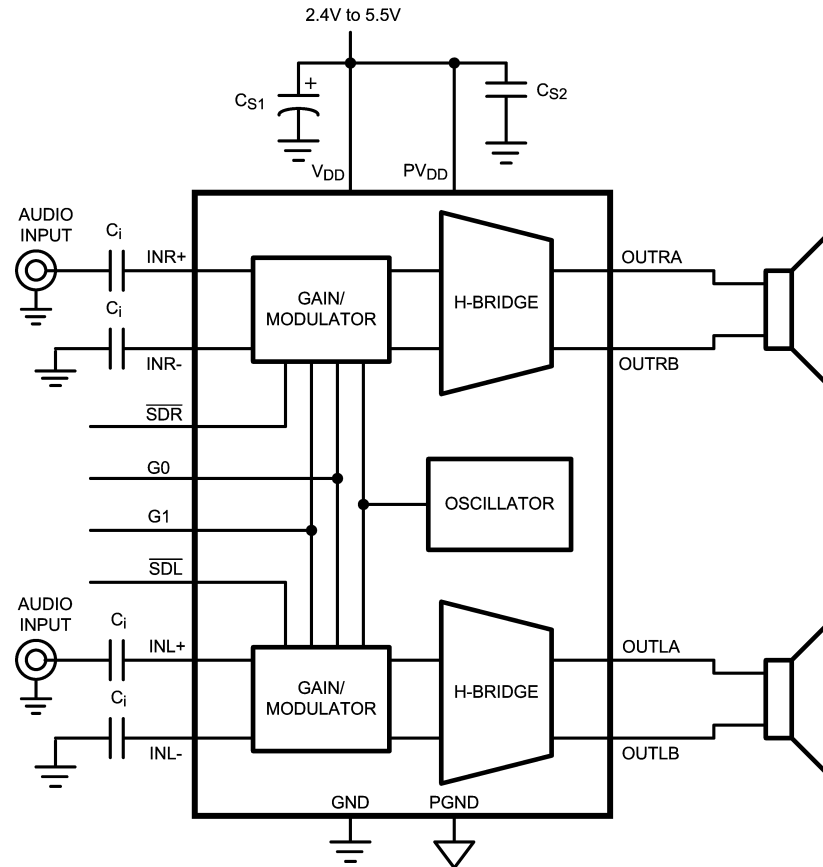 2.4V to 5.5V
+
CS1
CS2
VDD
PVDD
AUDIO
INPUT
Ci
INR+
GAIN/
MODULATOR
H-BRIDGE
OUTRA
Ci
INR-
OUTRB
SDR
G0
OSCILLATOR
G1
SDL
AUDIO
INPUT
Ci
INL+
GAIN/
MODULATOR
H-BRIDGE
OUTLA
Ci
INL-
OUTLB
GND
PGND